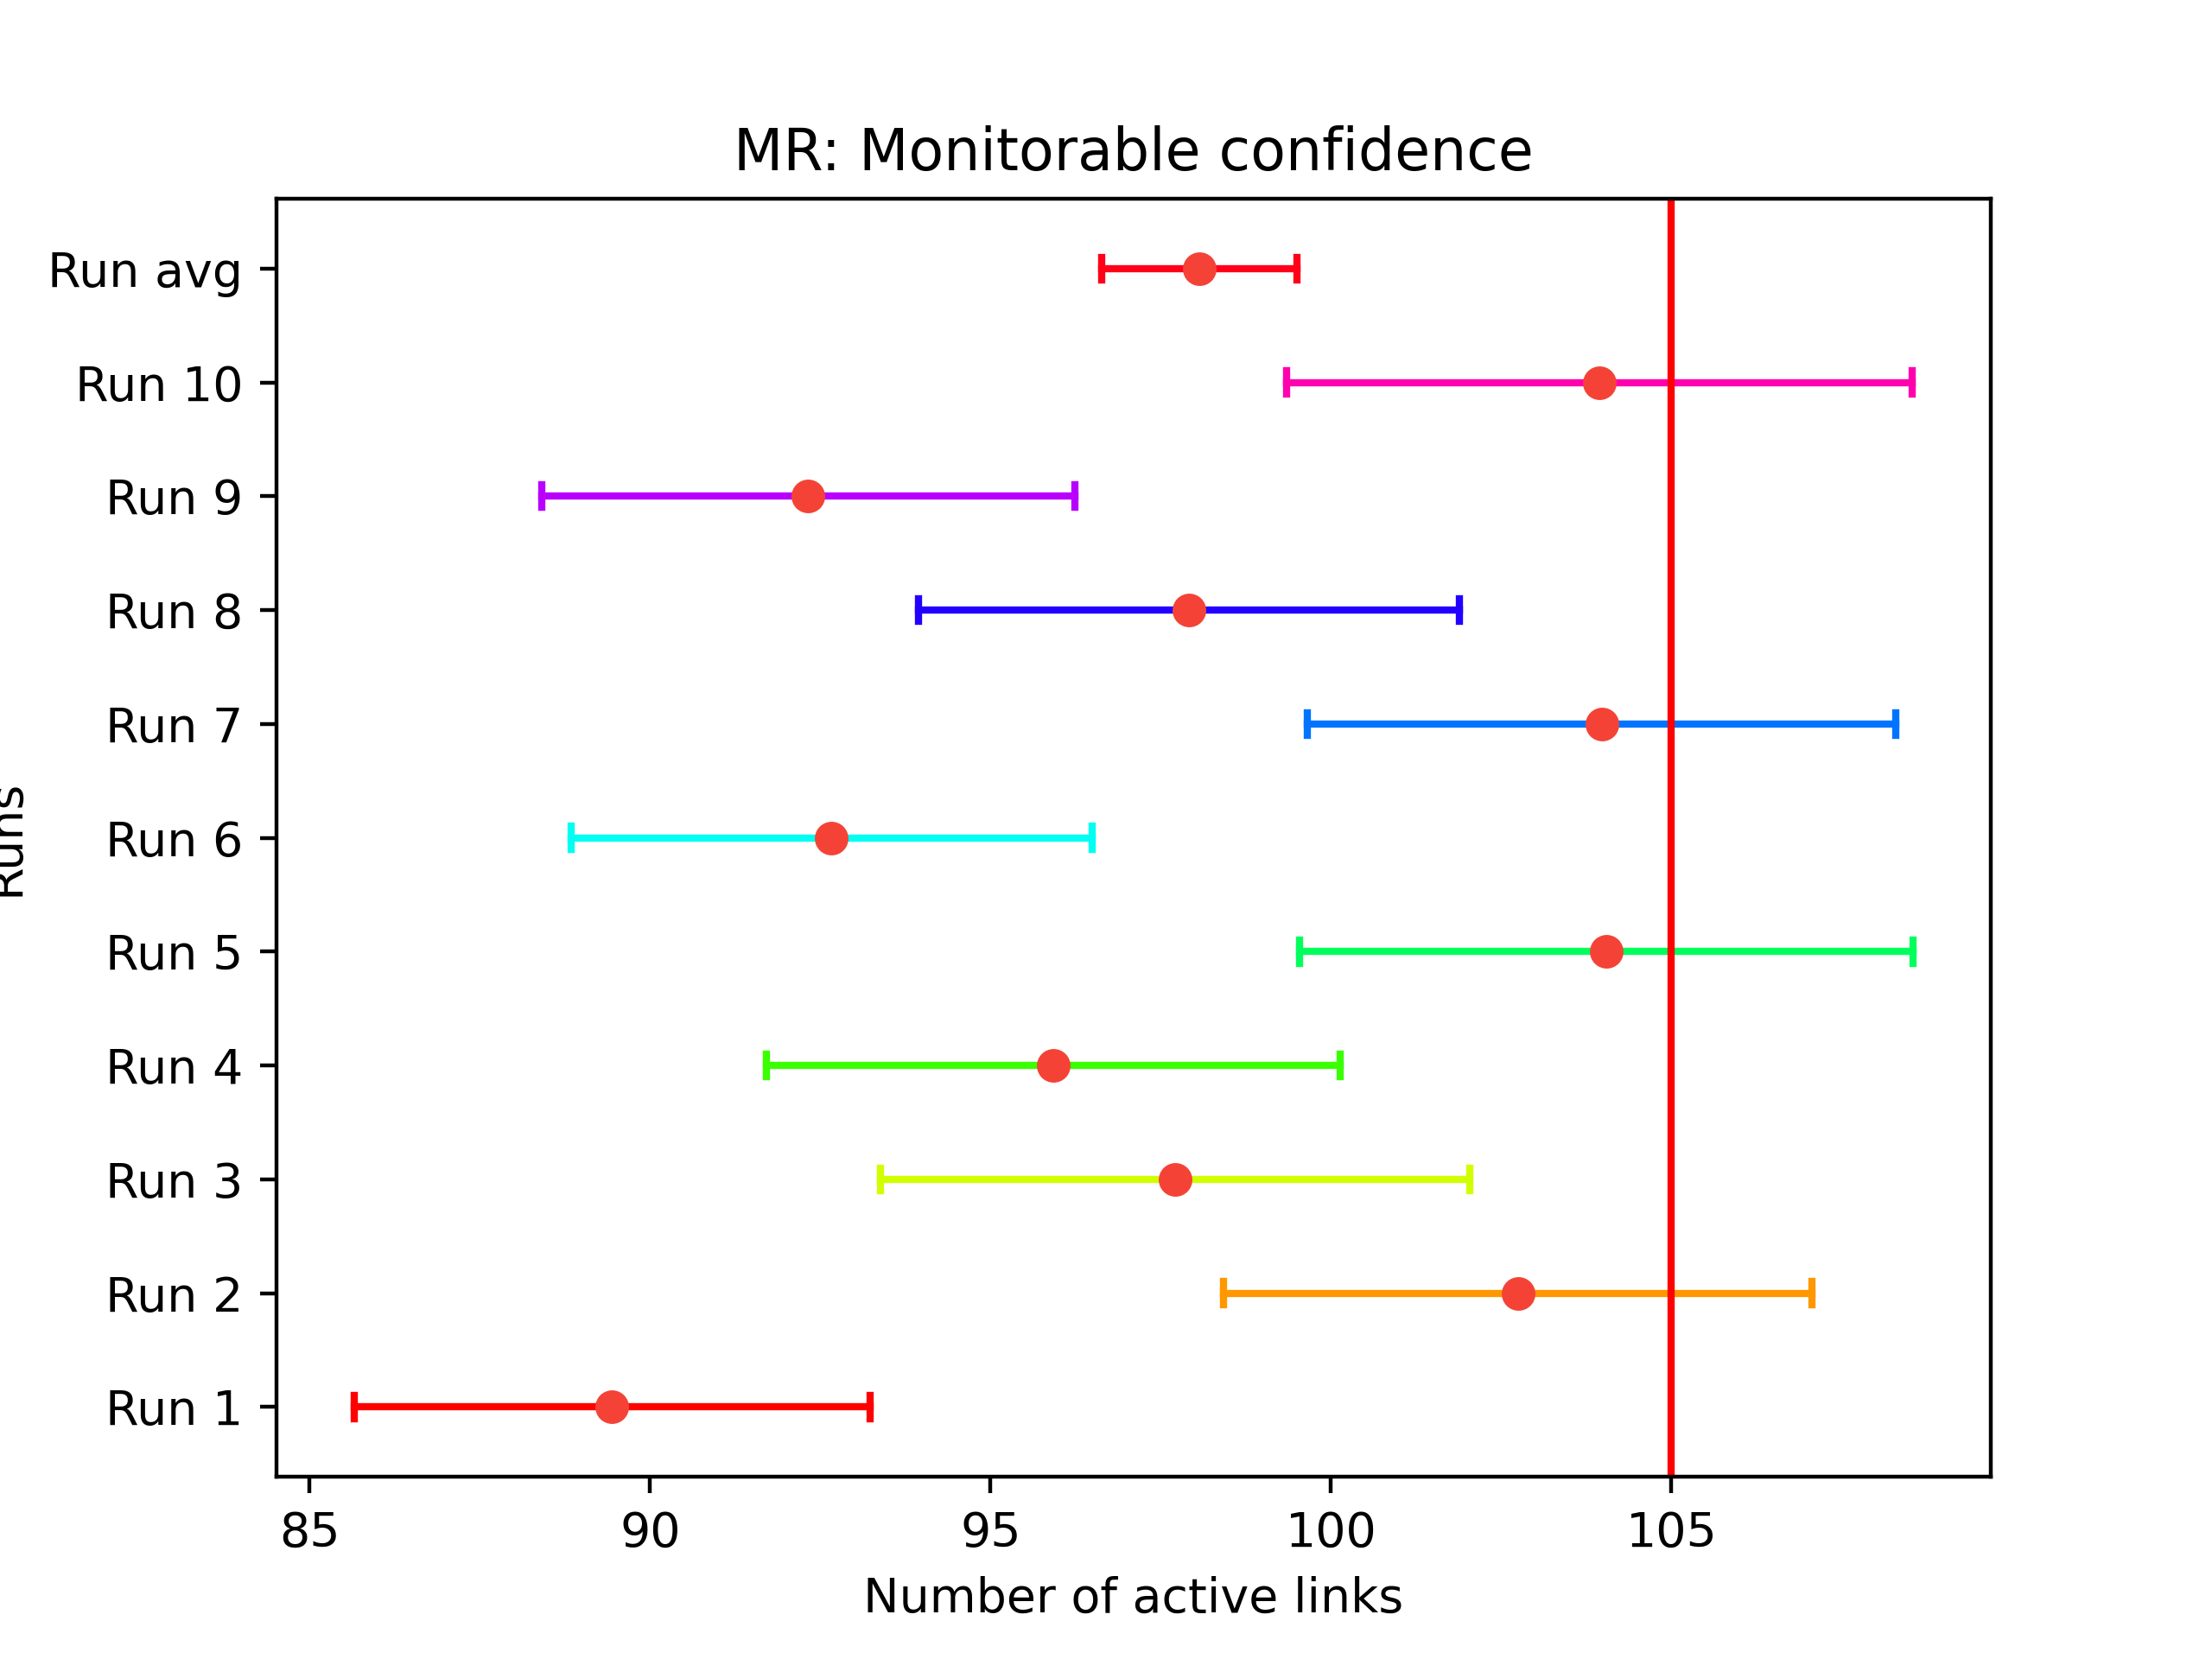 MR: Monitorable confidence
Run avg
Run 10
Run 9
Run 8
Run 7
Run 6
Run 5
Run 4
Run 3
Run 2
Run 1
Runs
85 90 95 100 105
Number of active links